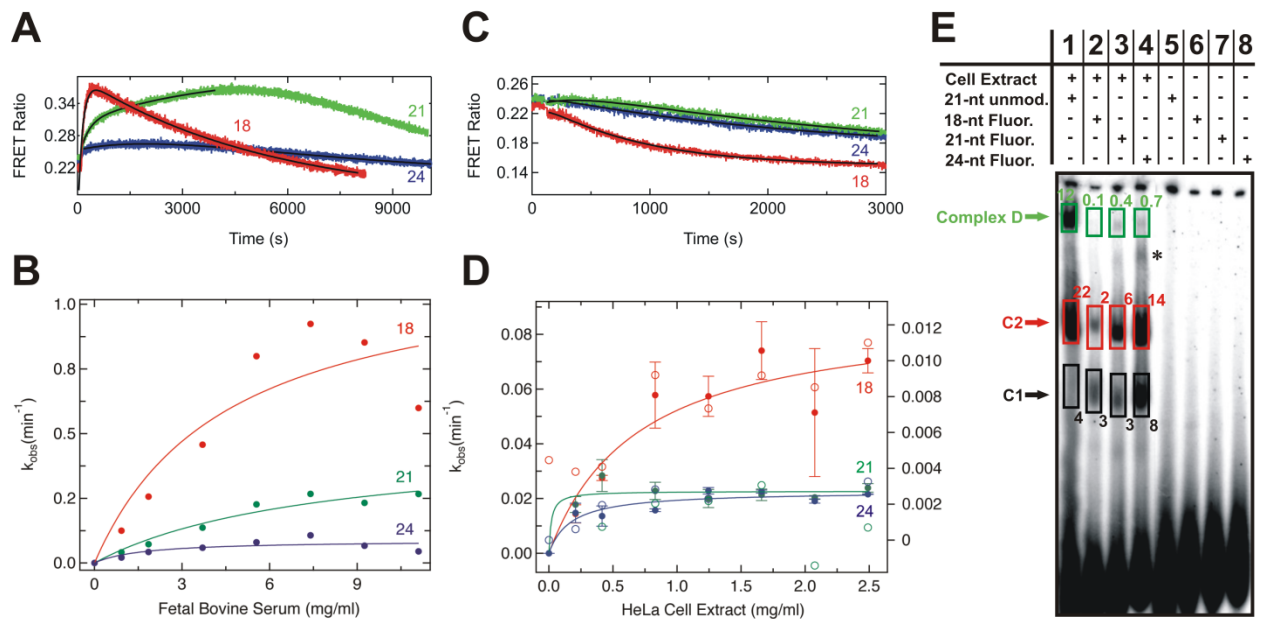 A
FRET Ratio
0.34
0.28
0.22
21
18
24
0
3000
6000
9000
Time (s)
C
FRET Ratio
0.26
0.22
0.18
0.14
21
24
18
0
1000
2000
3000
Time (s)
B
kobs(min-1)
1.0
0.8
0.5
0.2
0.0
18
21
24
0
3
6
9
Fetal Bovine Serum (mg/ml)
D
kobs(min-1)
0.08
0.06
0.04
0.02
0.00
18
21
24
0.012
0.010
0.008
0.006
0.004
0.002
0
kobs(min-1)
0.0
0.5
1.0
1.5
2.0
2.5
HeLa Cell Extract (mg/ml)
E
1 2 3 4 5 6 7 8
Cell Extract + + + + - - - -
21-nt unmod. + - - - + - - -
18-nt Fluor. - + - - - + - -
21-nt Fluor. - - + - - - + -
24-nt Fluor. - - - + - - - +
Complex D
0.1 0.4 0.7
*
C2
22 2 6 14
C1
4 3 3 8